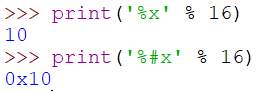 >>> print('%x' % 16)
10
>>> print('%#x' % 16)
0x10